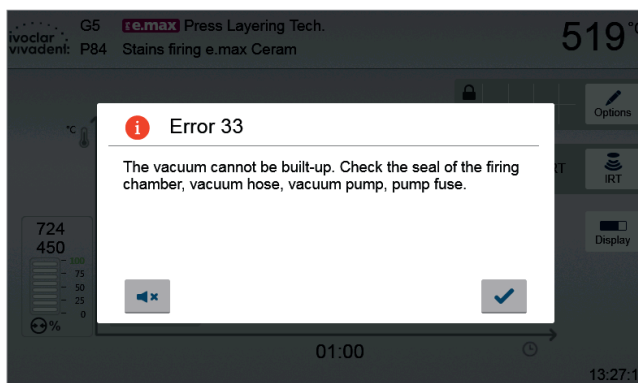 ivoclar
vivadent:
G5 e.max Press Layering Tech.
P84 Stains firing e.max Ceram
519°
Options
°C
Error 33
The vacuum cannot be built-up. Check the seal of the firing
chamber, vacuum hose, vacuum pump, pump fuse.
IRT
724
450
Display
100
75
50
25
0
%
01:00